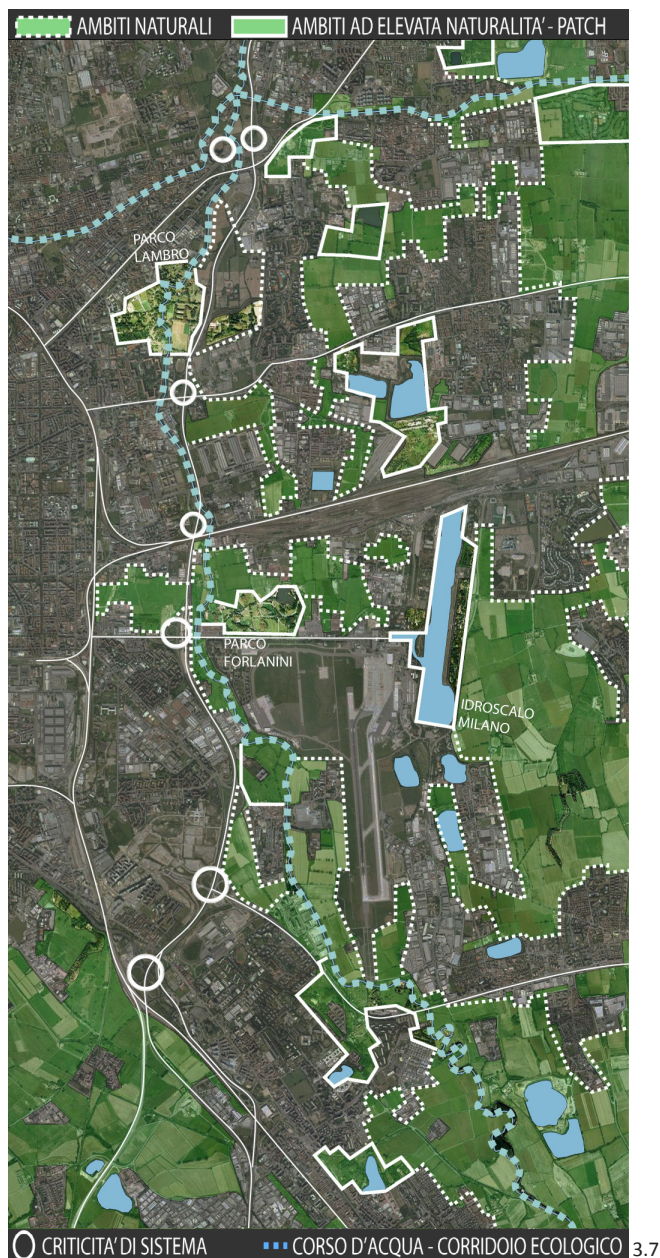 AMBITI NATURALI AMBITI AD ELEVATA NATURALITA' - PATCH
PARCO
LAMBRO
PARCO
FORLANINI
IDROSCALO
MILANO
CRITICITA' DI SISTEMA CORSO D'ACQUA - CORRIDOIO ECOLOGICO 3.7